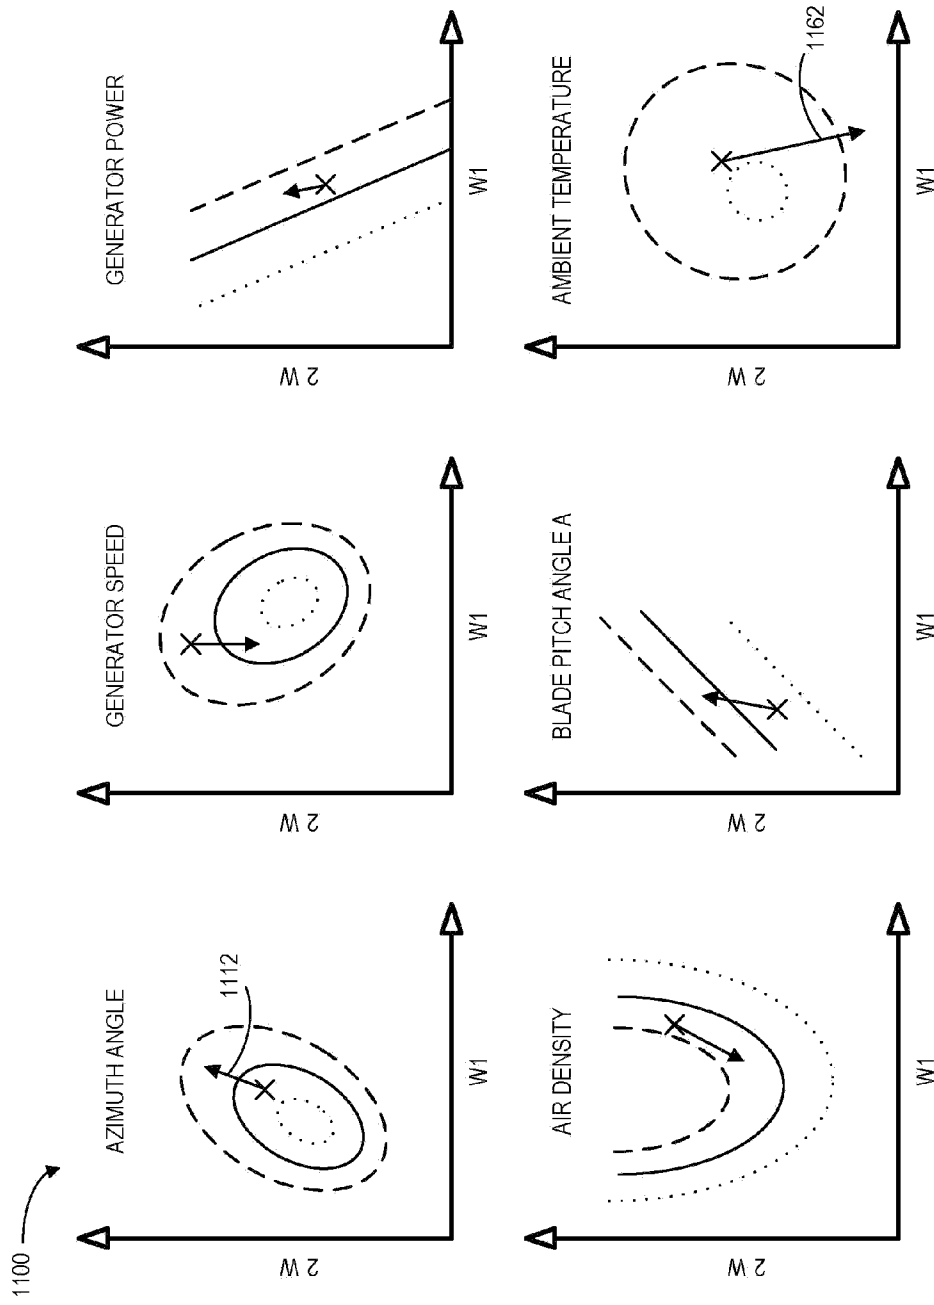 1100
AZIMUTH ANGLE
GENERATOR SPEED
GENERATOR POWER
1112
W 2
W 2
W 2
W1
W1
W1
AIR DENSITY
BLADE PITCH ANGLE A
AMBIENT TEMPERATURE
W 2
W 2
W 2
1162
W1
W1
W1